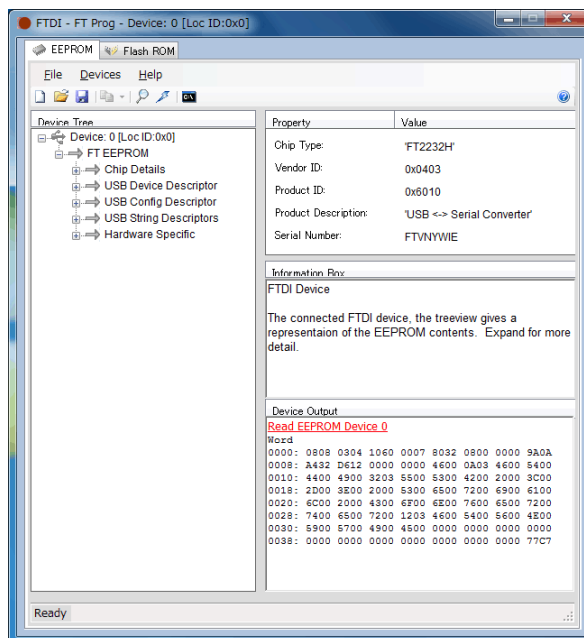 FTDI - FT Prog - Device: 0 [Loc ID:0x0]
EEPROM Flash ROM
File Devices Help
Device Tree
Device: 0 [Loc ID:0x0]
FT EEPROM
Chip Details
USB Device Descriptor
USB Config Descriptor
USB String Descriptors
Hardware Specific
Property Value
Chip Type: 'FT2232H'
Vendor ID: 0x0403
Product ID: 0x6010
Product Description: 'USB <-> Serial Converter'
Serial Number: FTVNYWIE
Information Box
FTDI Device
The connected FTDI device, the treeview gives a
representaion of the EEPROM contents. Expand for more
detail.
Device Output
Read EEPROM Device 0
Word
0000: 0808 0304 1060 0007 8032 0800 0000 9A0A
0008: A432 D612 0000 0000 4600 0A03 4600 5400
0010: 4400 4900 3203 5500 5300 4200 2000 3C00
0018: 2D00 3E00 2000 5300 6500 7200 6900 6100
0020: 6C00 2000 4300 6F00 6E00 7600 6500 7200
0028: 7400 6500 7200 1203 4600 5400 5600 4E00
0030: 5900 5700 4900 4500 0000 0000 0000 0000
0038: 0000 0000 0000 0000 0000 0000 0000 77C7
Ready